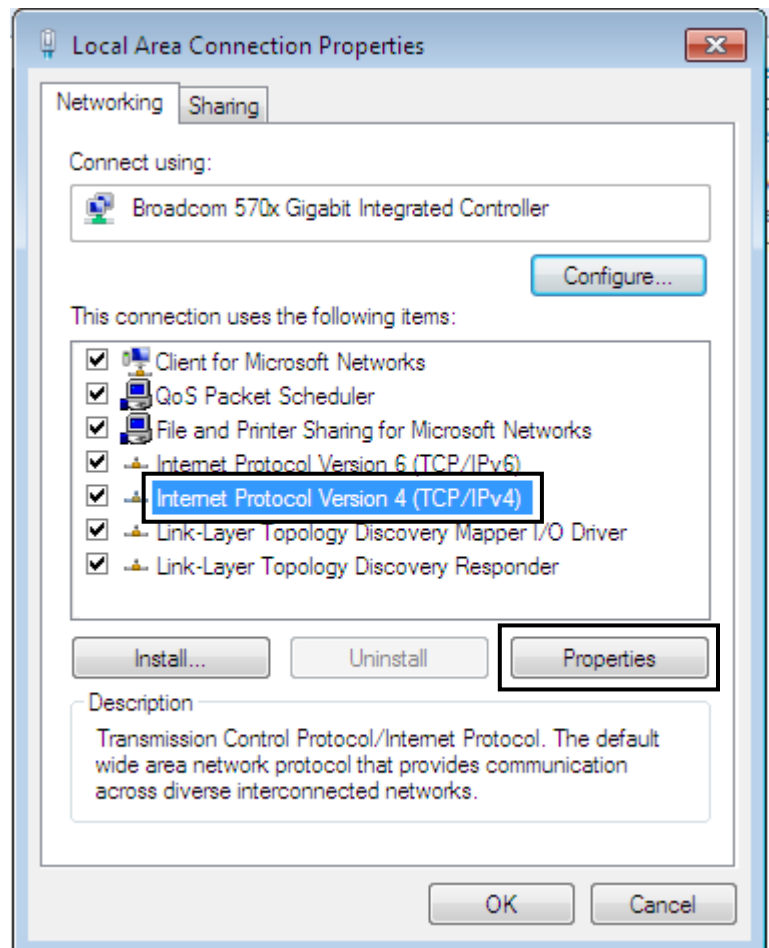 Local Area Connection Properties
Networking
Sharing
Connect using:
Broadcom 570x Gigabit Integrated Controller
Configure...
This connection uses the following items:
Client for Microsoft Networks
QoS Packet Scheduler
File and Printer Sharing for Microsoft Networks
Internet Protocol Version 6 (TCP/IPv6)
Internet Protocol Version 4 (TCP/IPv4)
Link-Layer Topology Discovery Mapper I/O Driver
Link-Layer Topology Discovery Responder
Install...
Uninstall
Properties
Description
Transmission Control Protocol/Internet Protocol. The default
wide area network protocol that provides communication
across diverse interconnected networks.
OK
Cancel